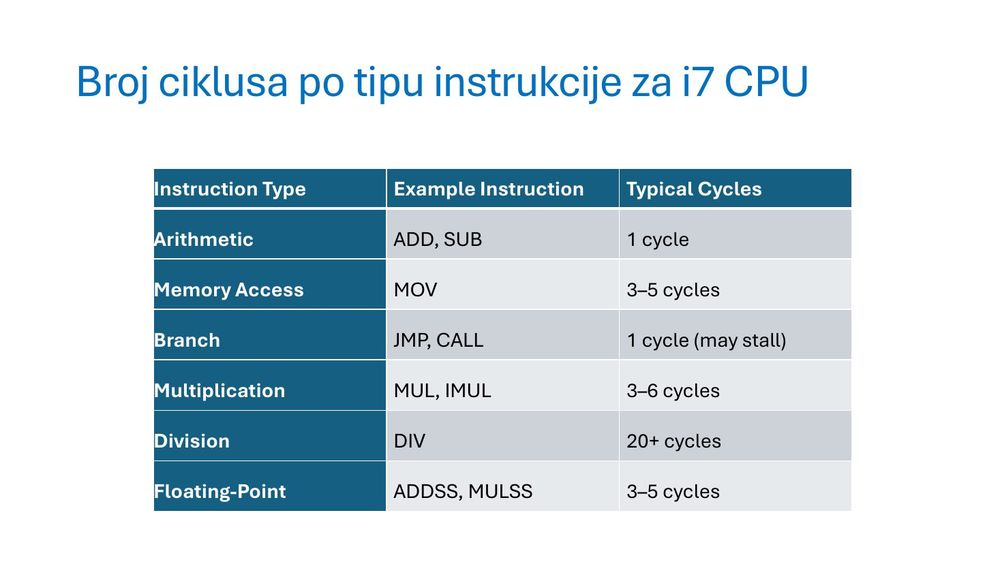 Broj ciklusa po tipu instrukcije za i7 CPU
Instruction Type Example Instruction Typical Cycles
Arithmetic ADD, SUB 1 cycle
Memory Access MOV 3–5 cycles
Branch JMP, CALL 1 cycle (may stall)
Multiplication MUL, IMUL 3–6 cycles
Division DIV 20+ cycles
Floating-Point ADDSS, MULSS 3–5 cycles